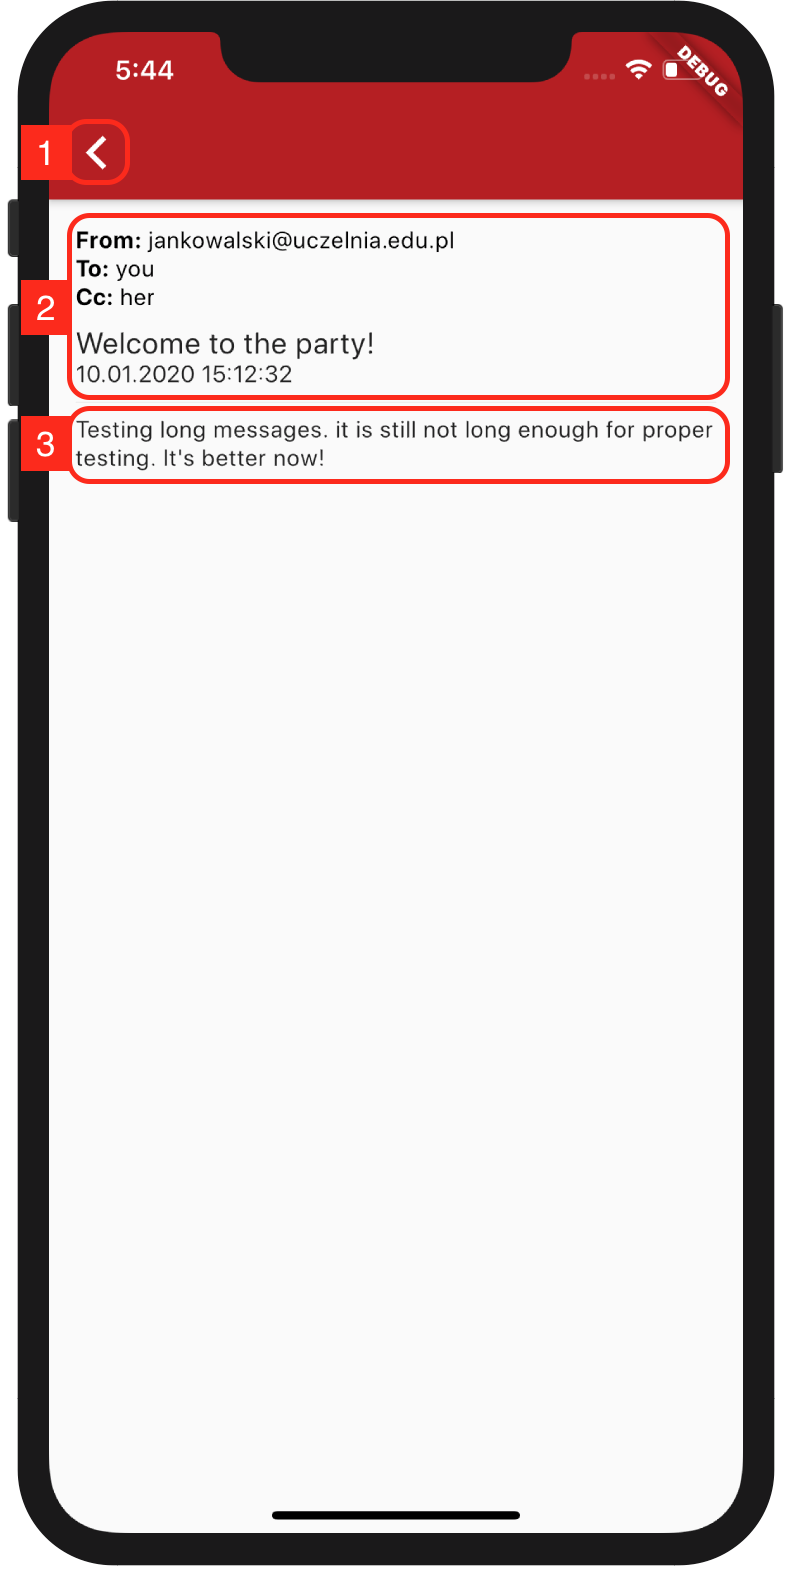 5:44
DEBUG
1
From: jankowalski@uczelnia.edu.pl
To: you
2
Cc: her
Welcome to the party!
10.01.2020 15:12:32
3
Testing long messages. it is still not long enough for proper
testing. It's better now!